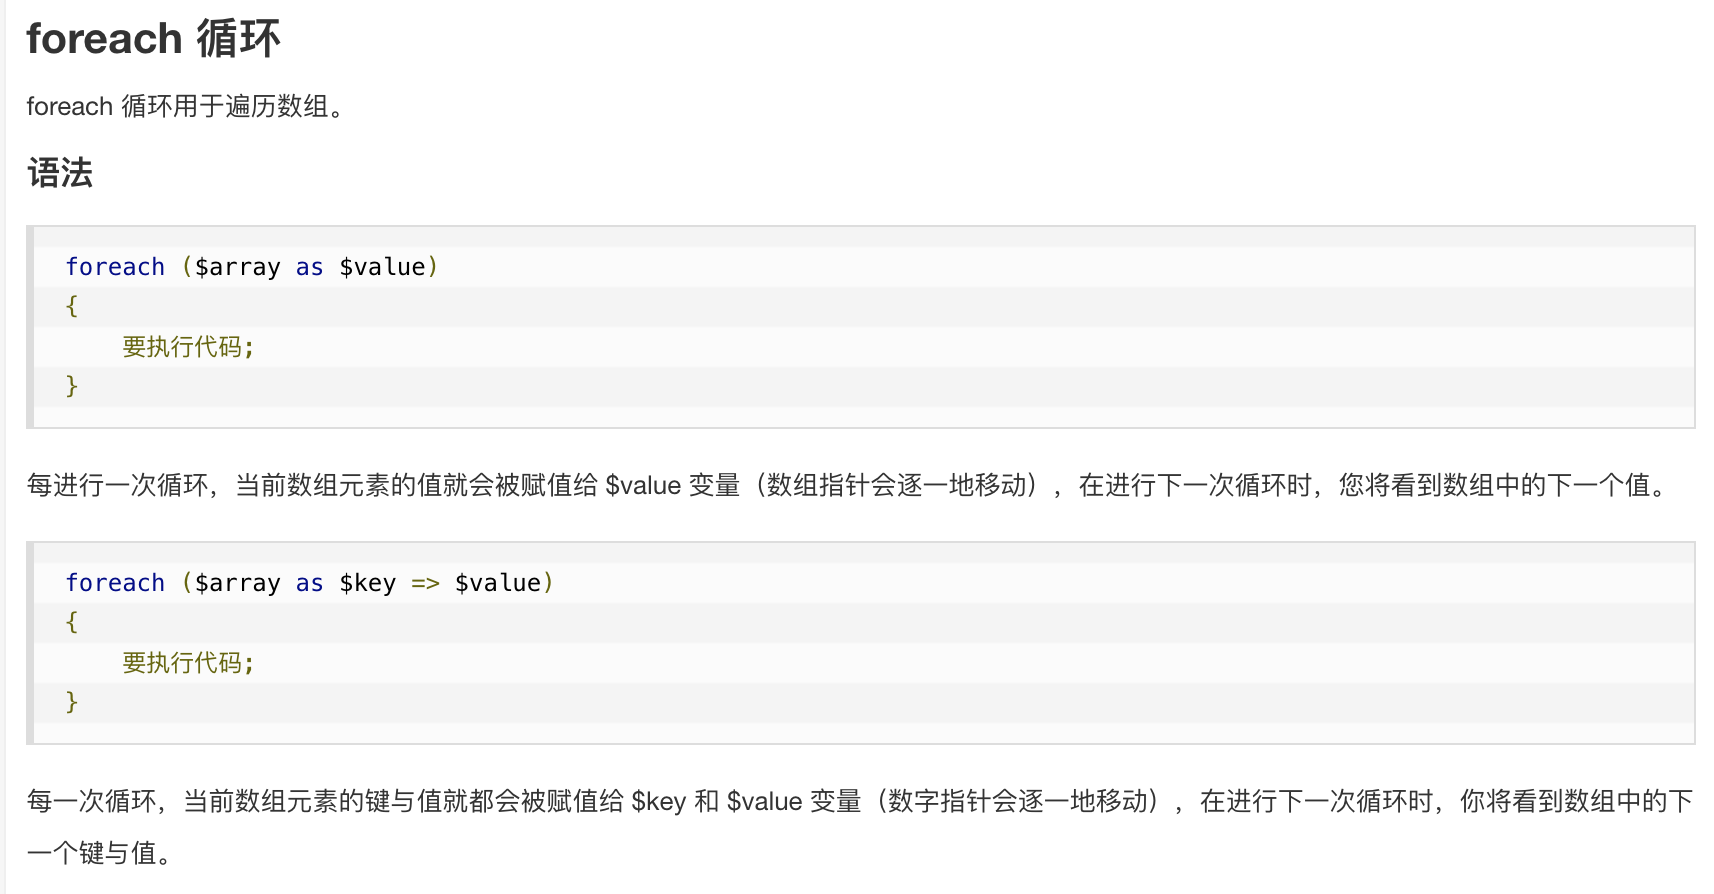 foreach 循环
foreach 循环用于遍历数组。
语法
foreach ($array as $value)
{
    要执行代码;
}
每进行一次循环，当前数组元素的值就会被赋值给 $value 变量（数组指针会逐一地移动），在进行下一次循环时，您将看到数组中的下一个值。
foreach ($array as $key => $value)
{
    要执行代码;
}
每一次循环，当前数组元素的键与值就都会被赋值给 $key 和 $value 变量（数字指针会逐一地移动），在进行下一次循环时，你将看到数组中的下
一个键与值。